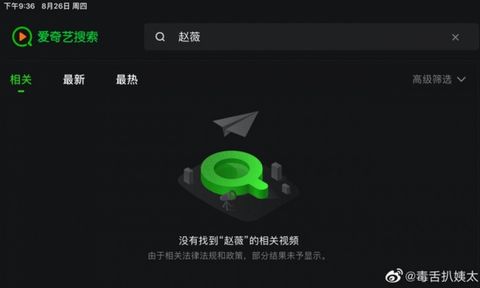 下午9:36 8月26日 周四
爱奇艺搜索
赵薇
相关 最新 最热 高级筛选
没有找到“赵薇”的相关视频
由于相关法律法规和政策，部分结果未予显示。
@毒舌扒姨太